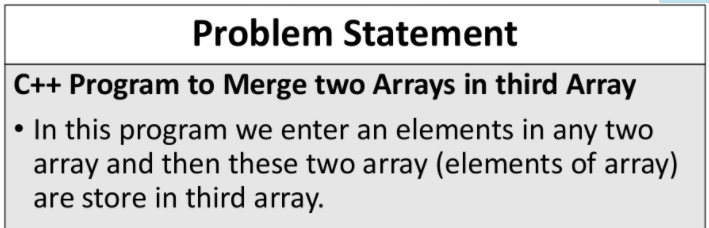 Problem Statement
C++ Program to Merge two Arrays in third Array
• In this program we enter an elements in any two
array and then these two array (elements of array)
are store in third array.